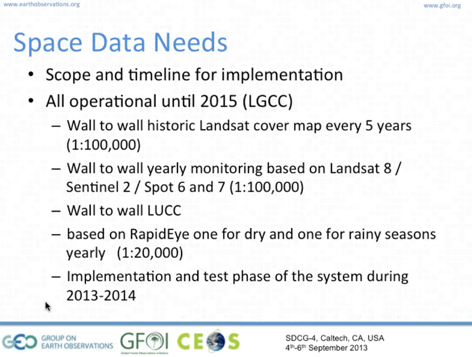 www.earthobservations.org
www.gfoi.org
Space Data Needs
• Scope and timeline for implementation
• All operational until 2015 (LGCC)
– Wall to wall historic Landsat cover map every 5 years
(1:100,000)
– Wall to wall yearly monitoring based on Landsat 8 /
Sentinel 2 / Spot 6 and 7 (1:100,000)
– Wall to wall LUCC
– based on RapidEye one for dry and one for rainy seasons
yearly (1:20,000)
– Implementation and test phase of the system during
2013-2014
GEO GROUP ON
EARTH OBSERVATIONS
GFOI
Global Forest Observations Initiative
CEOS
SDCG-4, Caltech, CA, USA
4th-6th September 2013